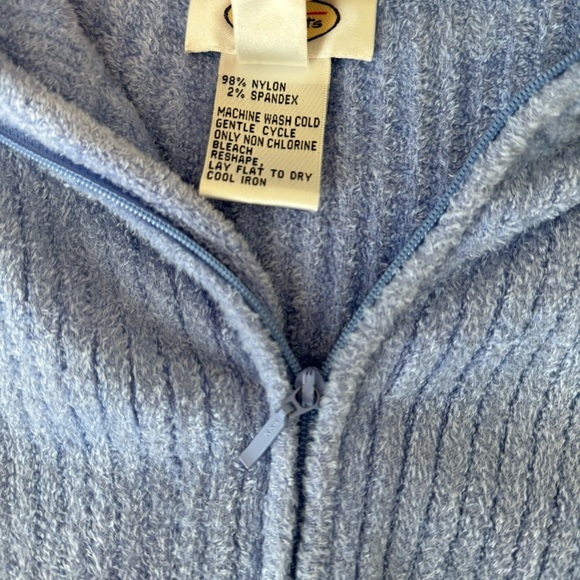 98% NYLON
2% SPANDEX
MACHINE WASH COLD
GENTLE CYCLE
ONLY NON CHLORINE
BLEACH
RESHAPE,
LAY FLAT TO DRY
COOL IRON